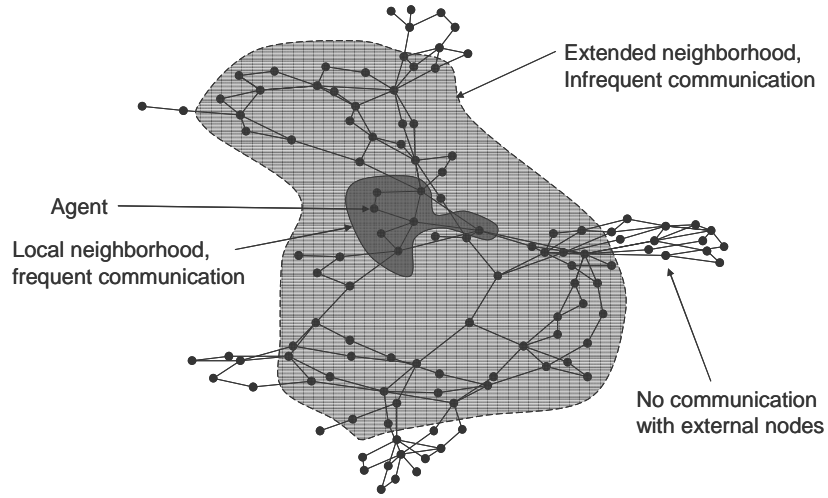 Extended neighborhood,
Infrequent communication
Agent
Local neighborhood,
frequent communication
No communication
with external nodes